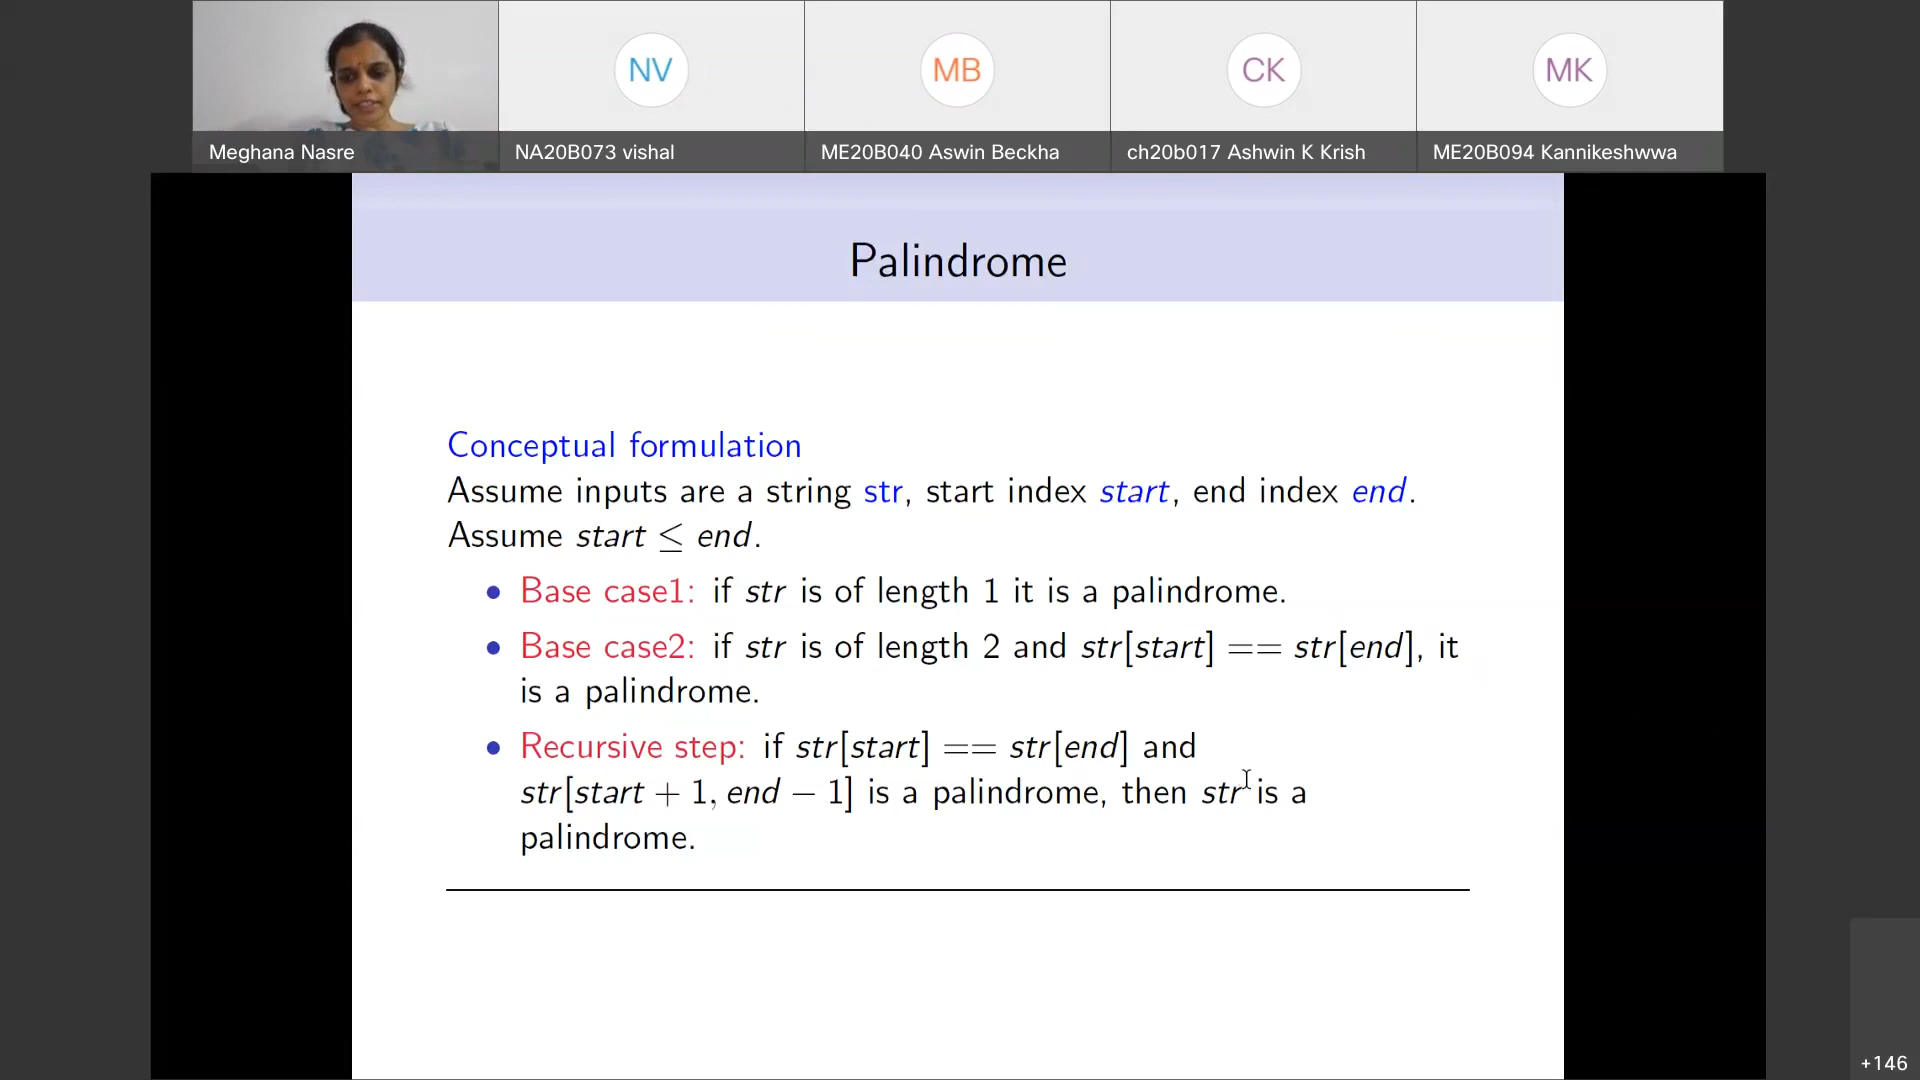 NV
MB
CK
MK
Meghana Nasre
NA20B073 vishal
ME20B040 Aswin Beckha
ch20b017 Ashwin K Krish
ME20B094 Kannikeshwwa
Palindrome
Conceptual formulation
Assume inputs are a string str, start index start, end index end.
Assume start ≤ end.
• Base case1: if str is of length 1 it is a palindrome.
• Base case2: if str is of length 2 and str[start] == str[end], it
is a palindrome.
• Recursive step: if str[start] == str[end] and
str[start + 1, end − 1] is a palindrome, then str is a
palindrome.
+146